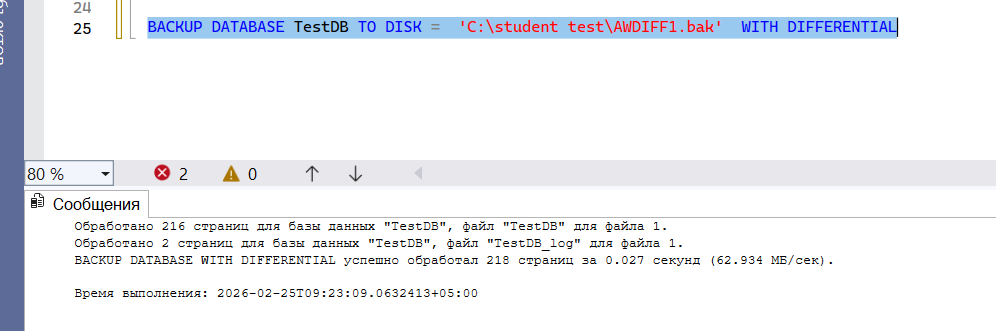 24
25 BACKUP DATABASE TestDB TO DISK = 'C:\student test\AWDIFF1.bak' WITH DIFFERENTIAL
80 % 2 0
Сообщения
Обработано 216 страниц для базы данных "TestDB", файл "TestDB" для файла 1.
Обработано 2 страниц для базы данных "TestDB", файл "TestDB_log" для файла 1.
BACKUP DATABASE WITH DIFFERENTIAL успешно обработал 218 страниц за 0.027 секунд (62.934 МБ/сек).
Время выполнения: 2026-02-25T09:23:09.0632413+05:00